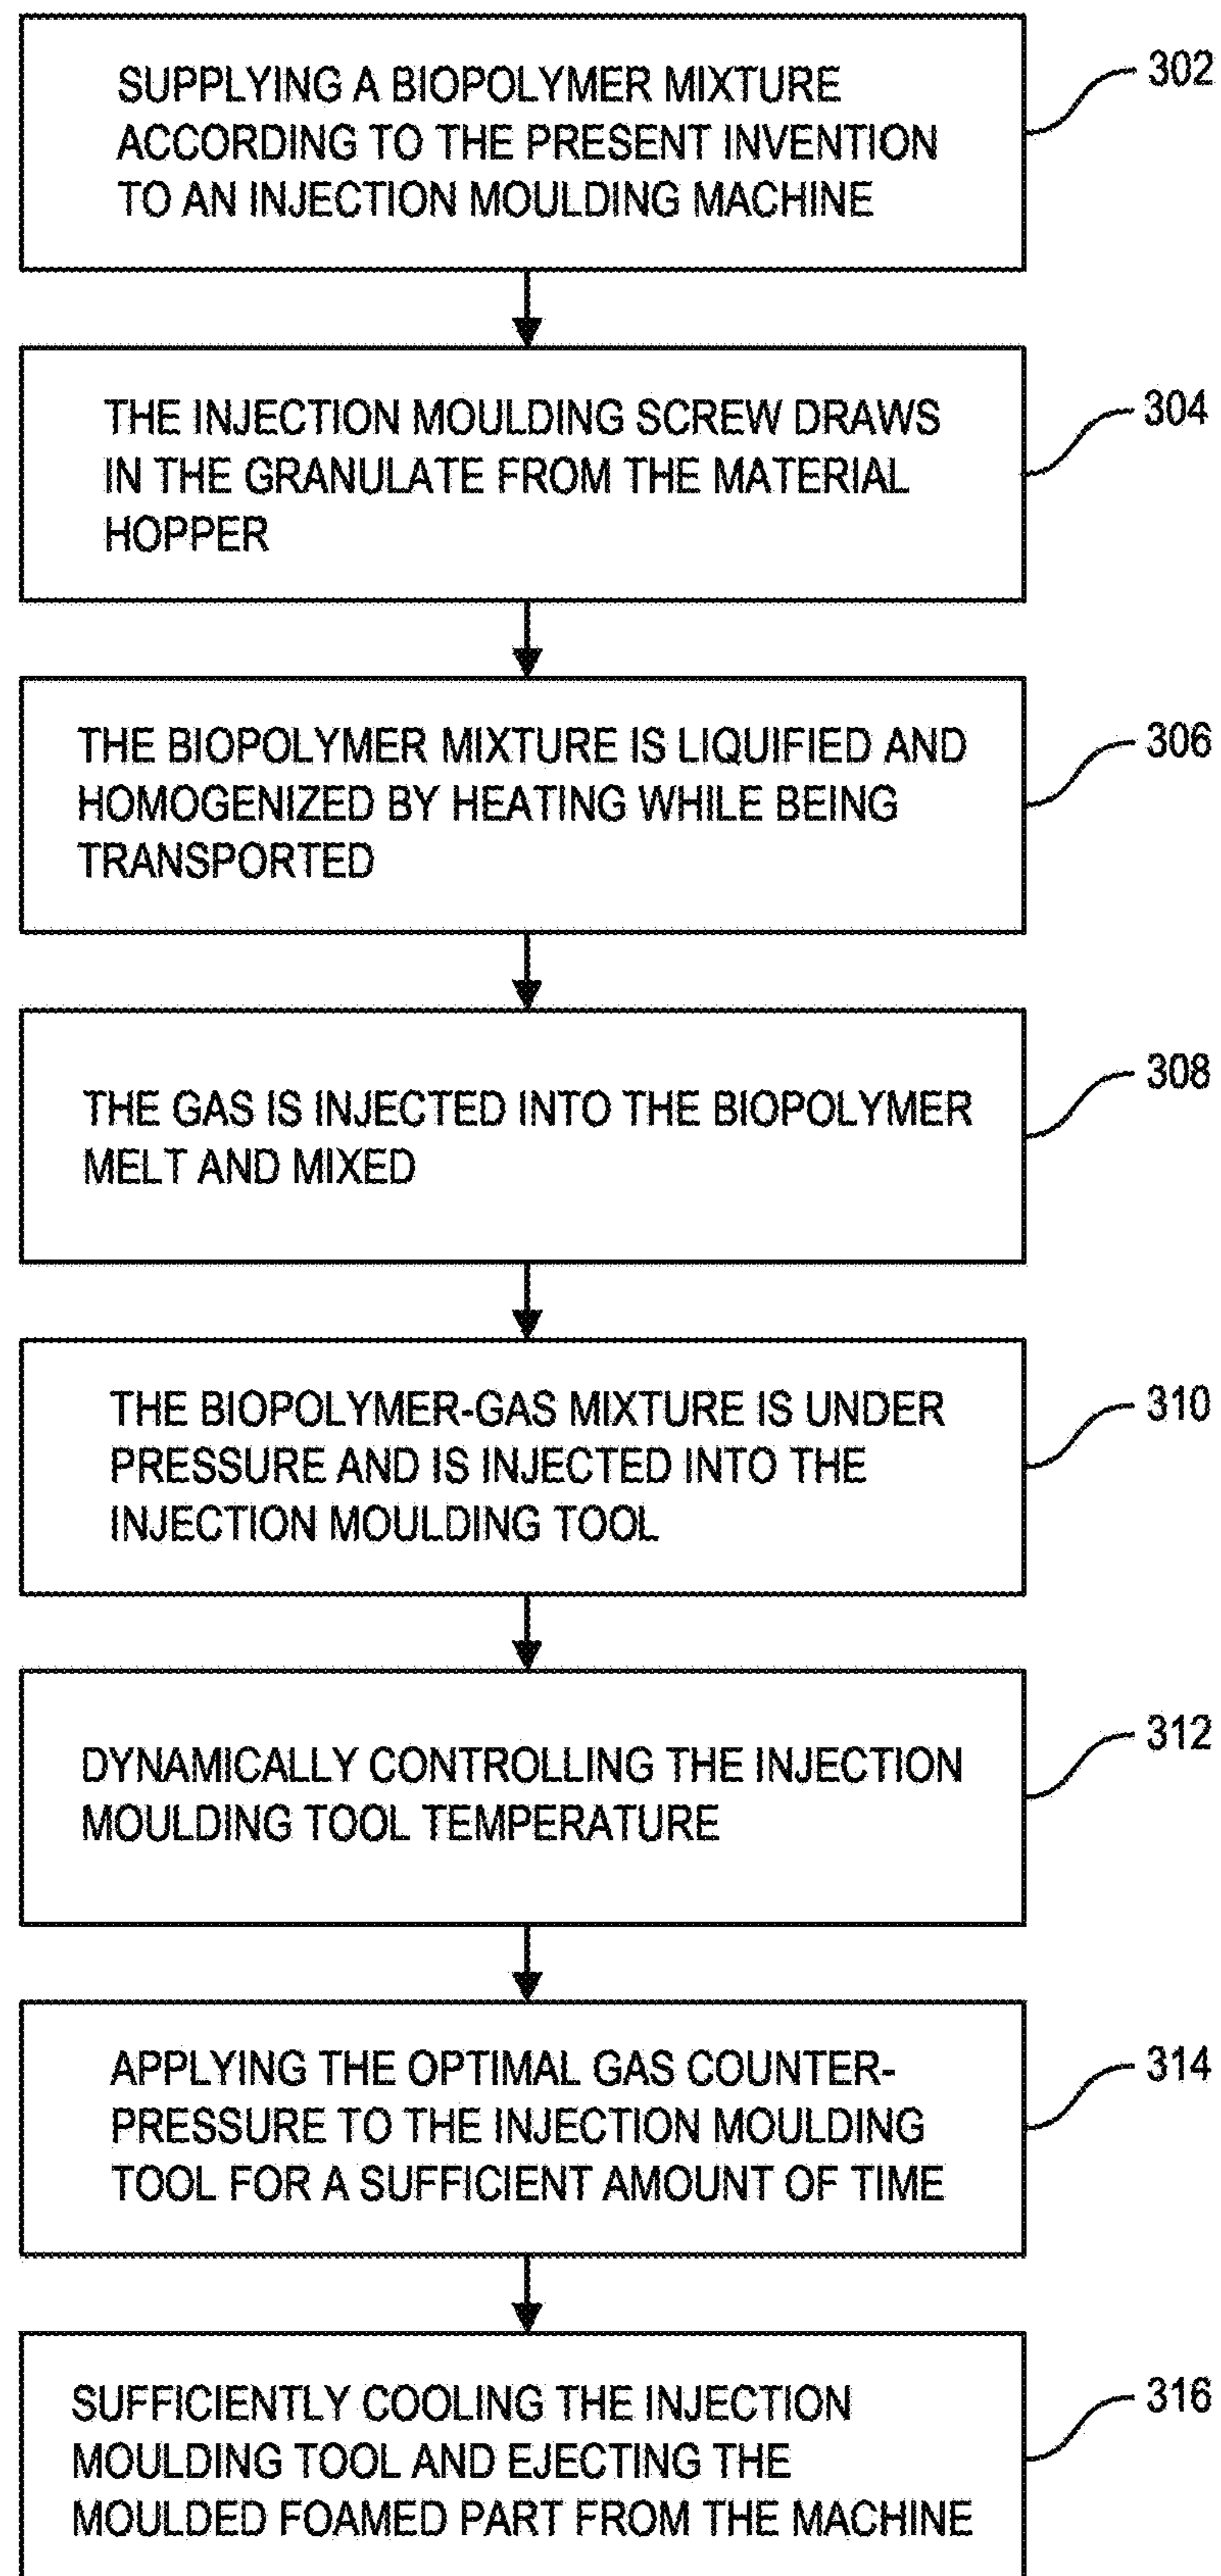 SUPPLYING A BIOPOLYMER MIXTURE
ACCORDING TO THE PRESENT INVENTION
TO AN INJECTION MOULDING MACHINE
302
THE INJECTION MOULDING SCREW DRAWS
IN THE GRANULATE FROM THE MATERIAL
HOPPER
304
THE BIOPOLYMER MIXTURE IS LIQUIFIED AND
HOMOGENIZED BY HEATING WHILE BEING
TRANSPORTED
306
THE GAS IS INJECTED INTO THE BIOPOLYMER
MELT AND MIXED
308
THE BIOPOLYMER-GAS MIXTURE IS UNDER
PRESSURE AND IS INJECTED INTO THE
INJECTION MOULDING TOOL
310
DYNAMICALLY CONTROLLING THE INJECTION
MOULDING TOOL TEMPERATURE
312
APPLYING THE OPTIMAL GAS COUNTER-
PRESSURE TO THE INJECTION MOULDING
TOOL FOR A SUFFICIENT AMOUNT OF TIME
314
SUFFICIENTLY COOLING THE INJECTION
MOULDING TOOL AND EJECTING THE
MOULDED FOAMED PART FROM THE MACHINE
316